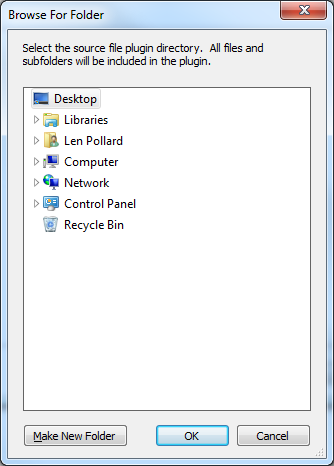 Browse For Folder
Select the source file plugin directory.  All files and
subfolders will be included in the plugin.
Desktop
Libraries
Len Pollard
Computer
Network
Control Panel
Recycle Bin
Make New Folder
OK
Cancel